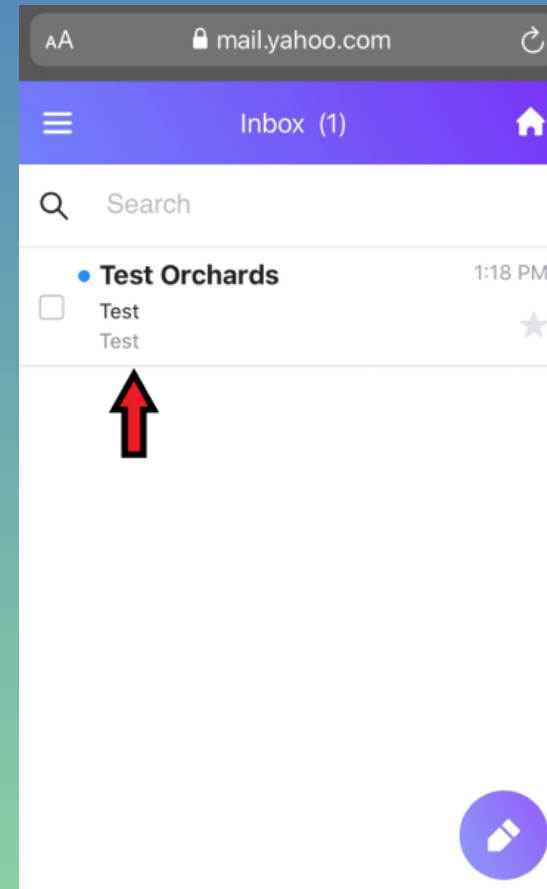 AA mail.yahoo.com
Inbox (1)
Search
Test Orchards 1:18 PM
Test
Test